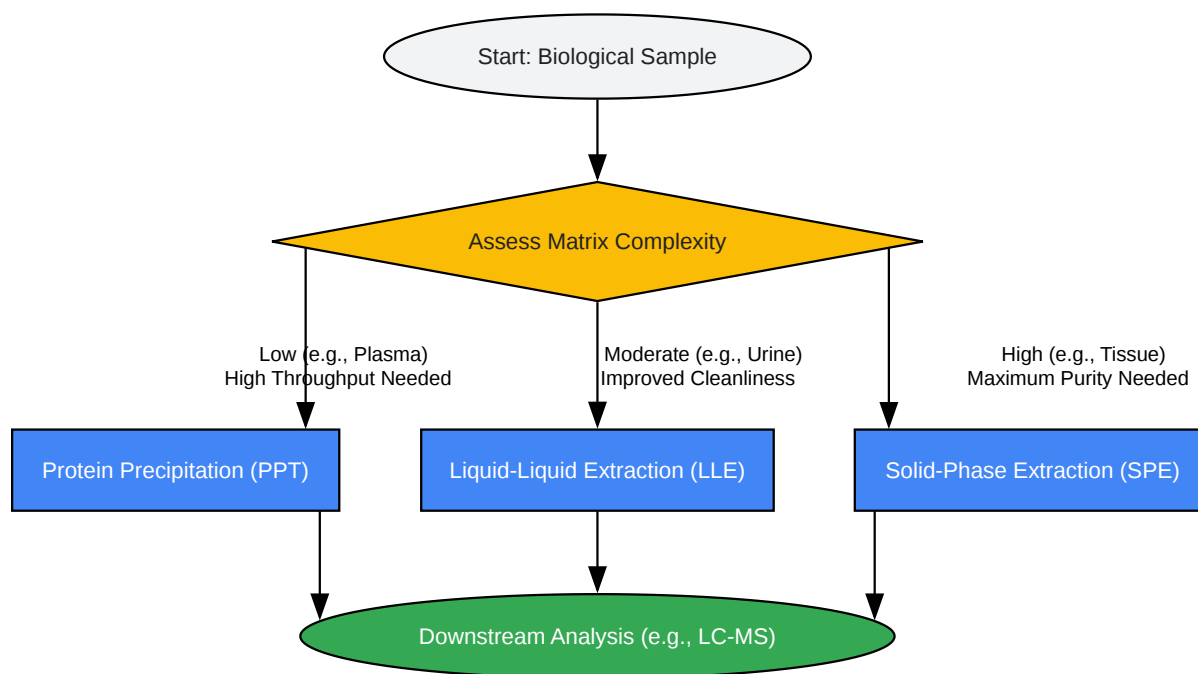 Start: Biological Sample
Assess Matrix Complexity
Low (e.g., Plasma)
High Throughput Needed
Moderate (e.g., Urine)
Improved Cleanliness
High (e.g., Tissue)
Maximum Purity Needed
Protein Precipitation (PPT)
Liquid-Liquid Extraction (LLE)
Solid-Phase Extraction (SPE)
Downstream Analysis (e.g., LC-MS)